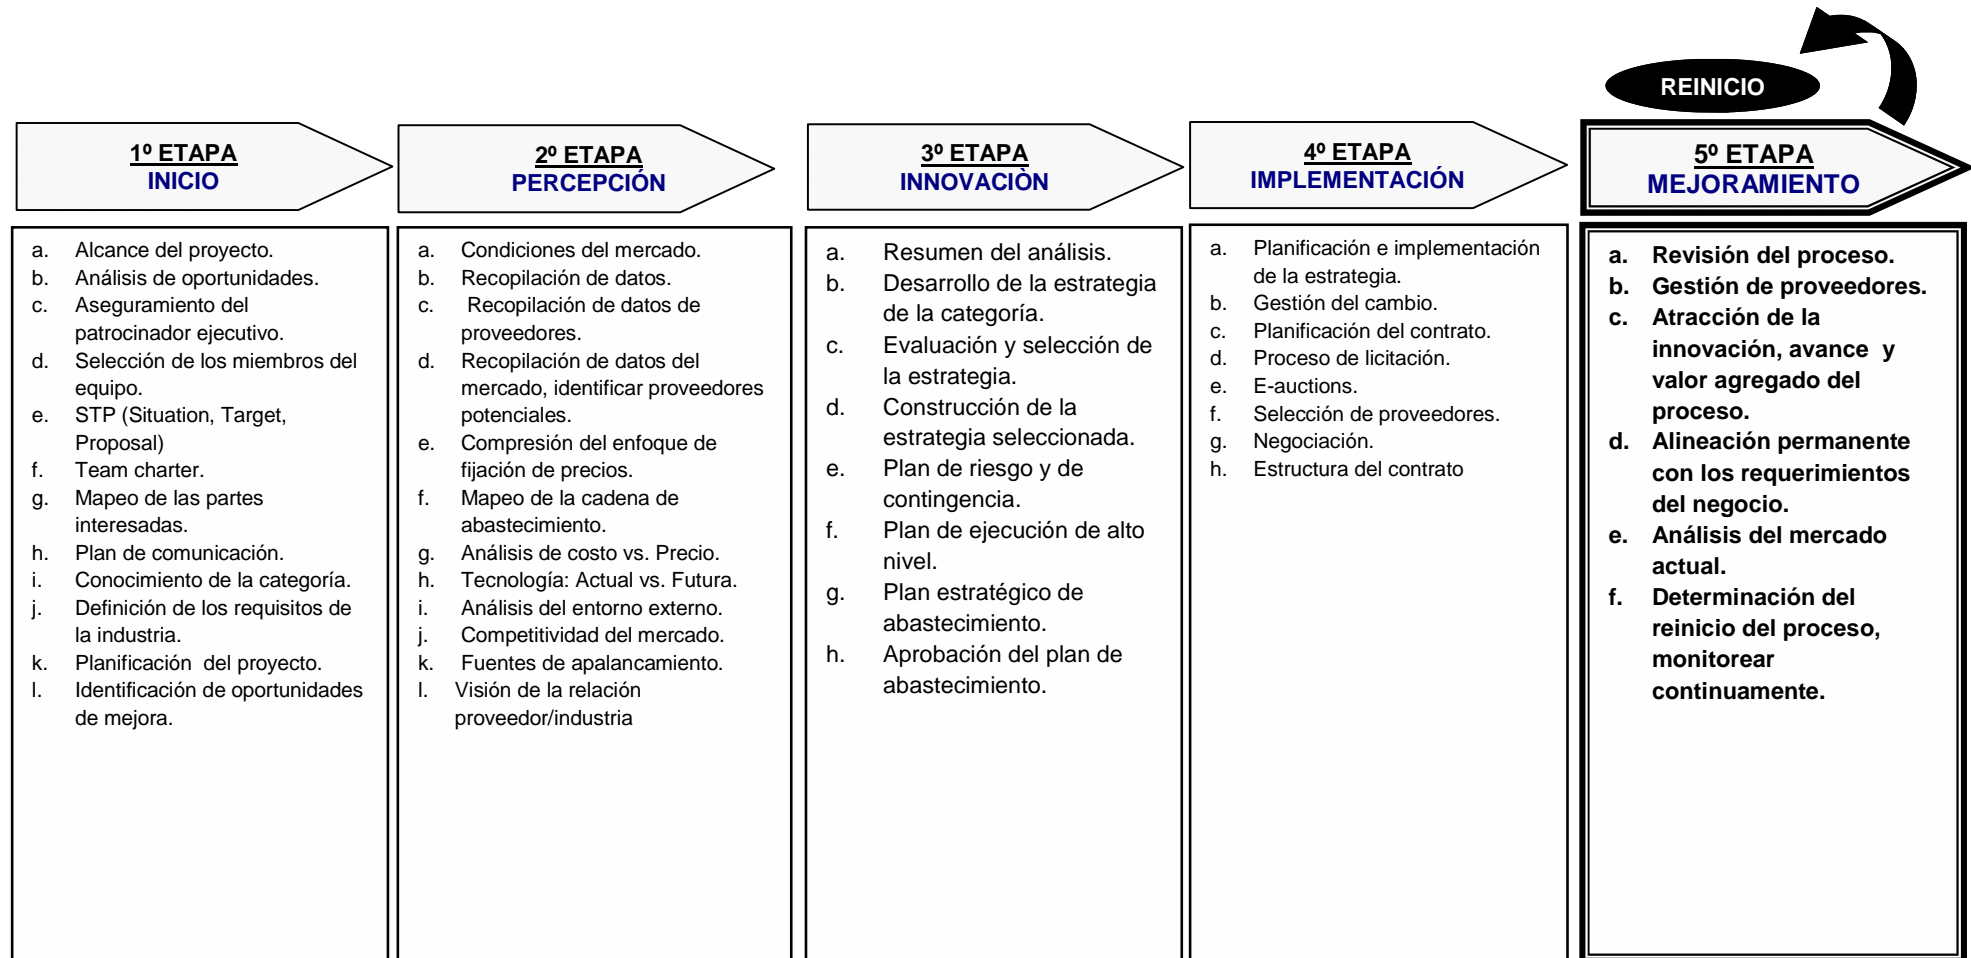 REINICIO
1º ETAPA
INICIO
a. Alcance del proyecto.
b. Análisis de oportunidades.
c. Aseguramiento del
patrocinador ejecutivo.
d. Selección de los miembros del
equipo.
e. STP (Situation, Target,
Proposal)
f. Team charter.
g. Mapeo de las partes
interesadas.
h. Plan de comunicación.
i. Conocimiento de la categoría.
j. Definición de los requisitos de
la industria.
k. Planificación del proyecto.
l. Identificación de oportunidades
de mejora.
2º ETAPA
PERCEPCIÓN
a. Condiciones del mercado.
b. Recopilación de datos.
c. Recopilación de datos de
proveedores.
d. Recopilación de datos del
mercado, identificar proveedores
potenciales.
e. Compresión del enfoque de
fijación de precios.
f. Mapeo de la cadena de
abastecimiento.
g. Análisis de costo vs. Precio.
h. Tecnología: Actual vs. Futura.
i. Análisis del entorno externo.
j. Competitividad del mercado.
k. Fuentes de apalancamiento.
l. Visión de la relación
proveedor/industria
3º ETAPA
INNOVACIÒN
a. Resumen del análisis.
b. Desarrollo de la estrategia
de la categoría.
c. Evaluación y selección de
la estrategia.
d. Construcción de la
estrategia seleccionada.
e. Plan de riesgo y de
contingencia.
f. Plan de ejecución de alto
nivel.
g. Plan estratégico de
abastecimiento.
h. Aprobación del plan de
abastecimiento.
4º ETAPA
IMPLEMENTACIÓN
a. Planificación e implementación
de la estrategia.
b. Gestión del cambio.
c. Planificación del contrato.
d. Proceso de licitación.
e. E-auctions.
f. Selección de proveedores.
g. Negociación.
h. Estructura del contrato
5º ETAPA
MEJORAMIENTO
a. Revisión del proceso.
b. Gestión de proveedores.
c. Atracción de la
innovación, avance y
valor agregado del
proceso.
d. Alineación permanente
con los requerimientos
del negocio.
e. Análisis del mercado
actual.
f. Determinación del
reinicio del proceso,
monitorear
continuamente.